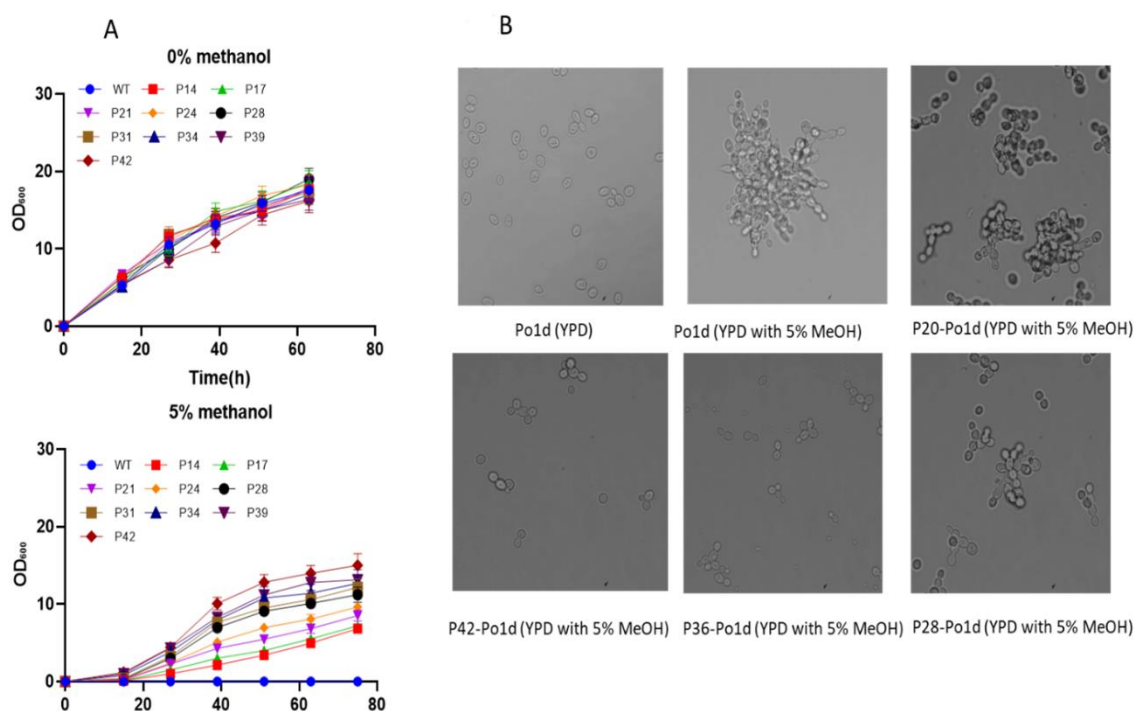 A
0% methanol
30
WT P14 P17
P21 P24 P28
20
P31 P34 P39
P42
OD600
10
0
0 20 40 60 80
Time(h)
5% methanol
30
WT P14 P17
P21 P24 P28
P31 P34 P39
20
P42
OD600
10
0
0 20 40 60 80
B
Po1d (YPD)
Po1d (YPD with 5% MeOH)
P20-Po1d (YPD with 5% MeOH)
P42-Po1d (YPD with 5% MeOH)
P36-Po1d (YPD with 5% MeOH)
P28-Po1d (YPD with 5% MeOH)